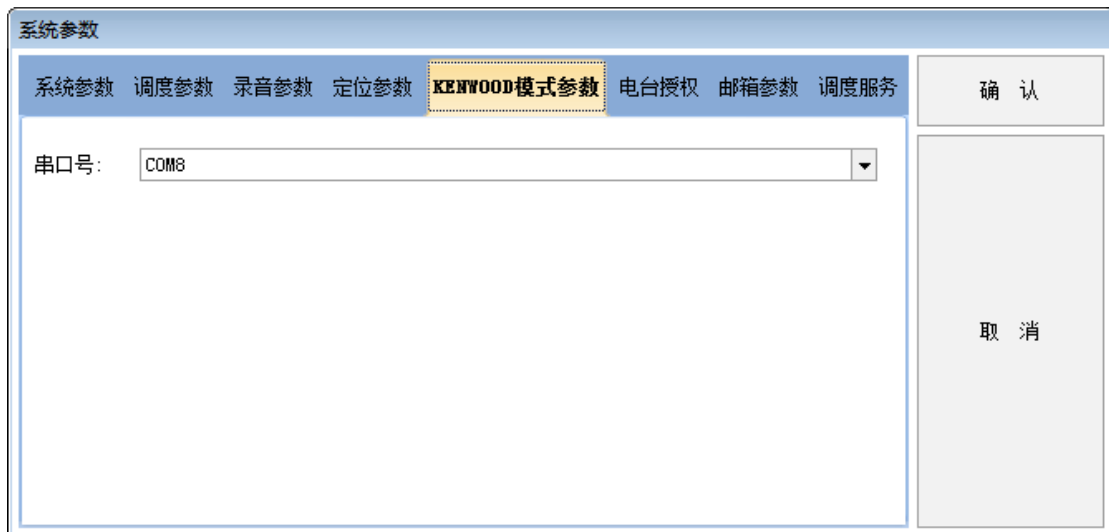 系统参数
系统参数 调度参数 录音参数 定位参数 KENWOOD模式参数 电台授权 邮箱参数 调度服务
确 认
串口号: COM8
取 消